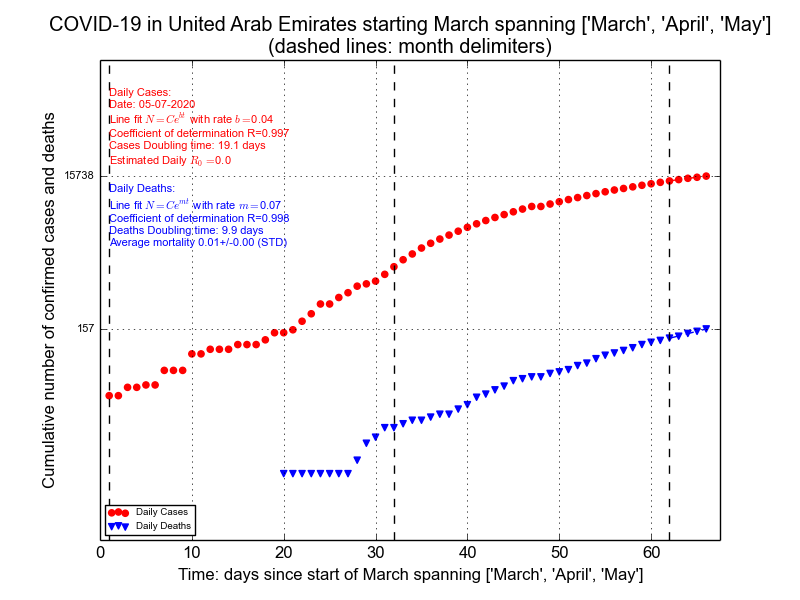 COVID-19 in United Arab Emirates starting March spanning ['March', 'April', 'May']
(dashed lines: month delimiters)
Daily Cases:
Date: 05-07-2020
Line fit N = Ce^{bt} with rate b =0.04
Coefficient of determination R=0.997
Cases Doubling time: 19.1 days
Estimated Daily R_0 =0.0
Daily Deaths:
Line fit N = Ce^{mt} with rate m =0.07
Coefficient of determination R=0.998
Deaths Doubling time: 9.9 days
Average mortality 0.01+/-0.00 (STD)
Cumulative number of confirmed cases and deaths
15738
157
Daily Cases
Daily Deaths
0 10 20 30 40 50 60
Time: days since start of March spanning ['March', 'April', 'May']